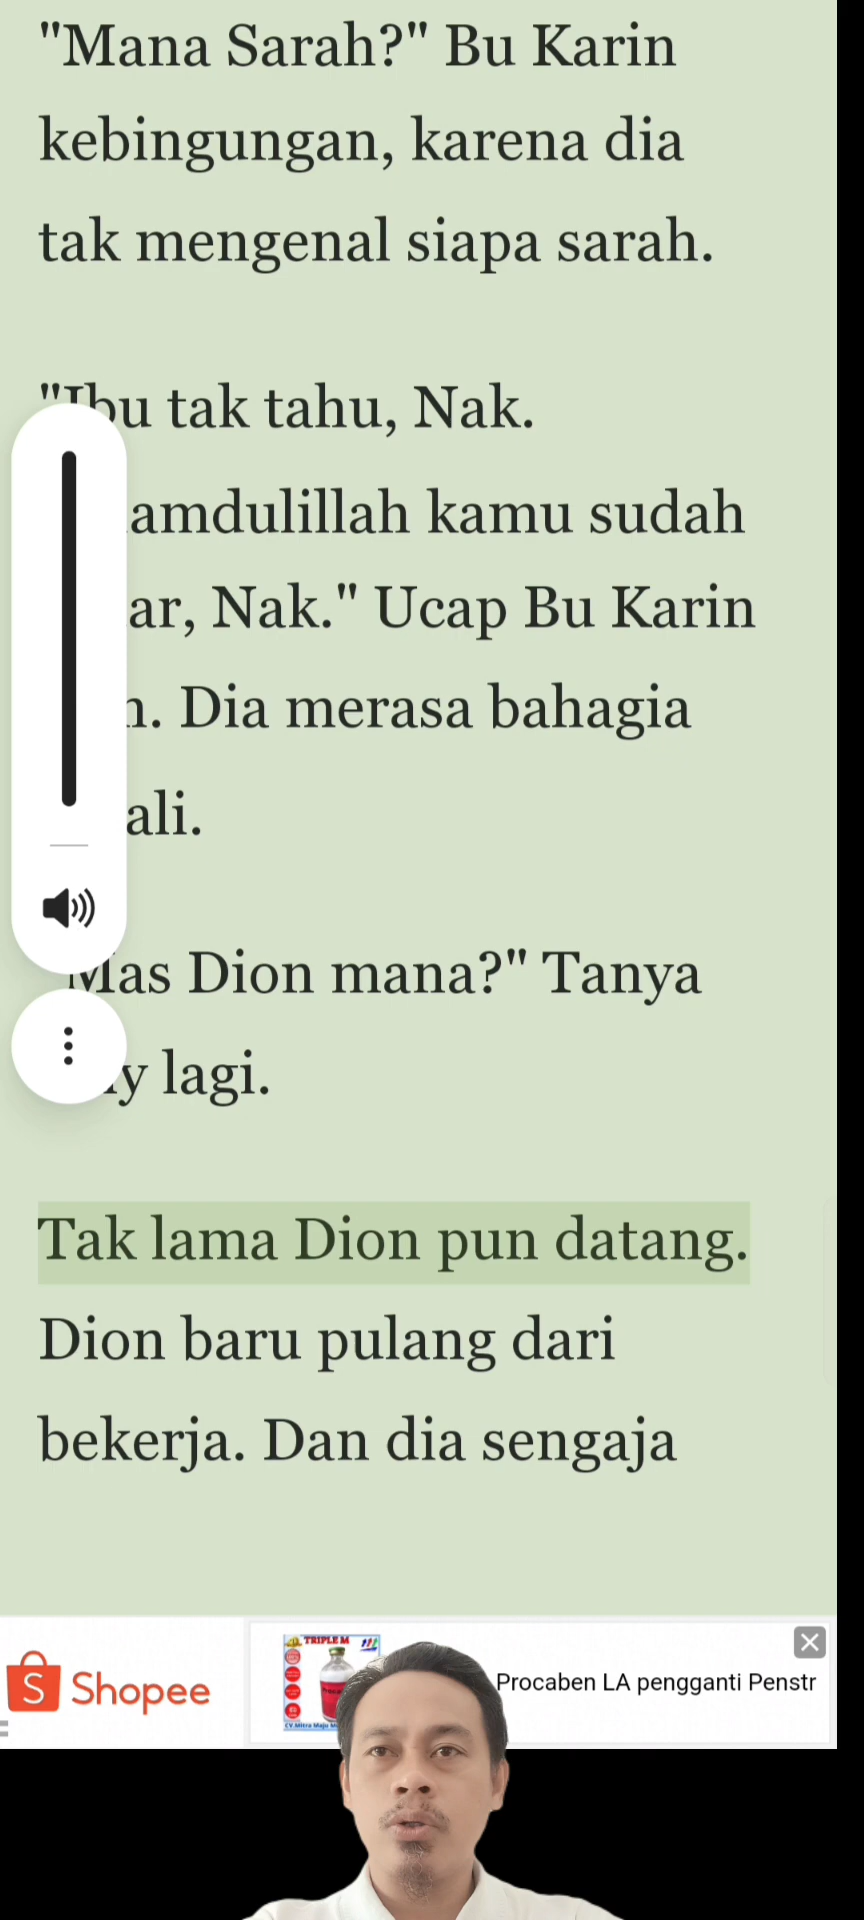 "Mana Sarah?" Bu Karin
kebingungan, karena dia
tak mengenal siapa sarah.
"Ibu tak tahu, Nak.
amdulillah kamu sudah
ar, Nak." Ucap Bu Karin
n. Dia merasa bahagia
ali.
Mas Dion mana?" Tanya
y lagi.
Tak lama Dion pun datang.
Dion baru pulang dari
bekerja. Dan dia sengaja
Shopee
TRIPLE M
Procaben LA pengganti Penstr